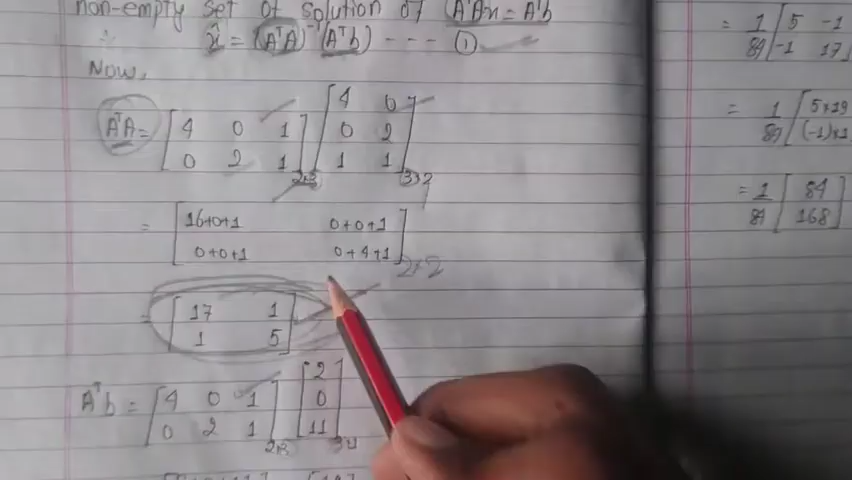 non-empty set of solution of AᵀAx = Aᵀb
∴ x̂ = (AᵀA)⁻¹(Aᵀb) ---- ①
Now,
AᵀA = [4 0 1 [4 0
0 2 1]2×3 0 2
1 1]3×2
= [16+0+1 0+0+1
0+0+1 0+4+1]2×2
= [17 1
1 5]
Aᵀb = [4 0 1 [2
0 2 1]2×3 0
11]
= 1/84 [5 -1
-1 17
= 1/84 [5×19
(-1)×1
= 1/84 [84
168]